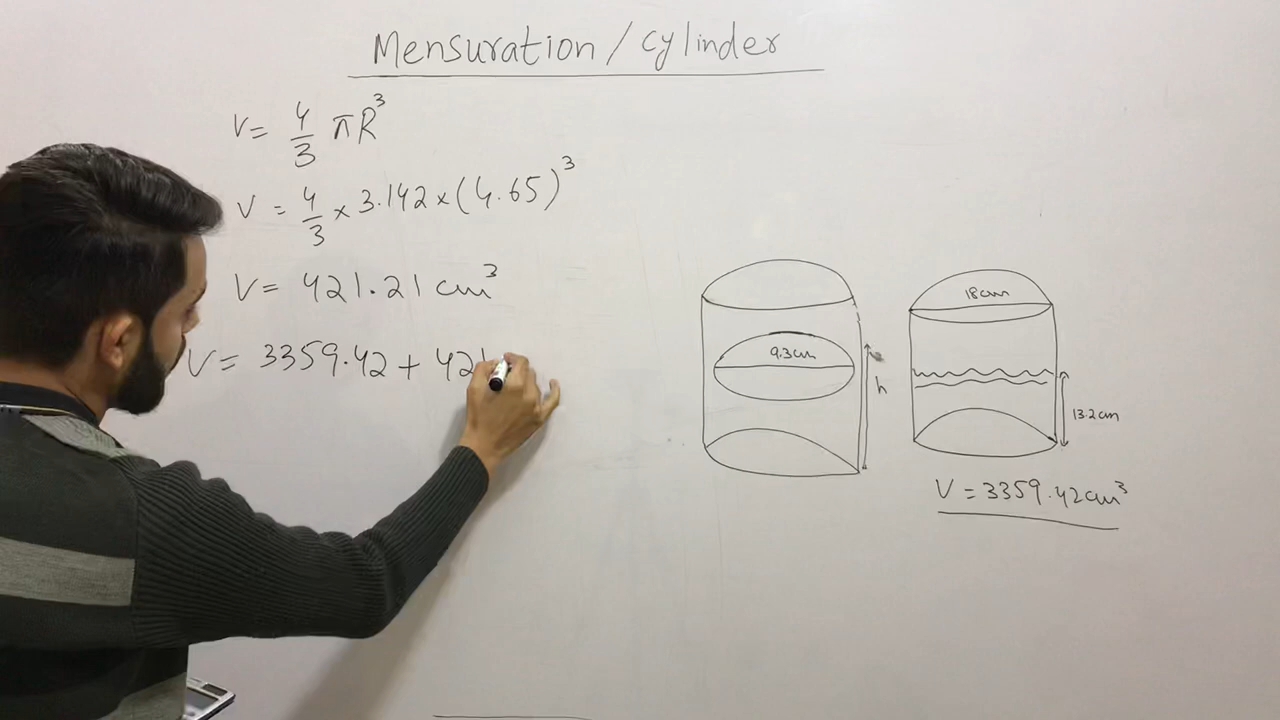 Mensuration / cylinder
V = 4/3 πR³
V = 4/3 × 3.142 × (4.65)³
V = 421.21 cm³
V = 3359.42 + 421
9.3cm
h
18cm
13.2cm
V = 3359.42cm³